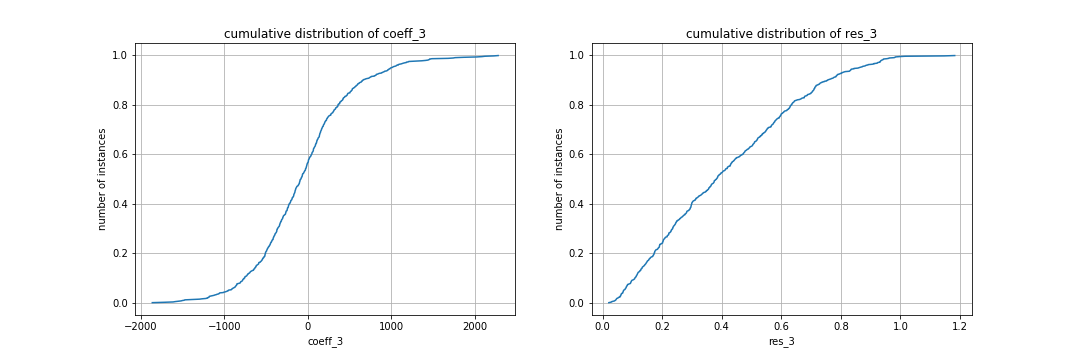 cumulative distribution of coeff_3
number of instances
1.0
0.8
0.6
0.4
0.2
0.0
−2000 −1000 0 1000 2000
coeff_3
cumulative distribution of res_3
number of instances
1.0
0.8
0.6
0.4
0.2
0.0
0.0 0.2 0.4 0.6 0.8 1.0 1.2
res_3